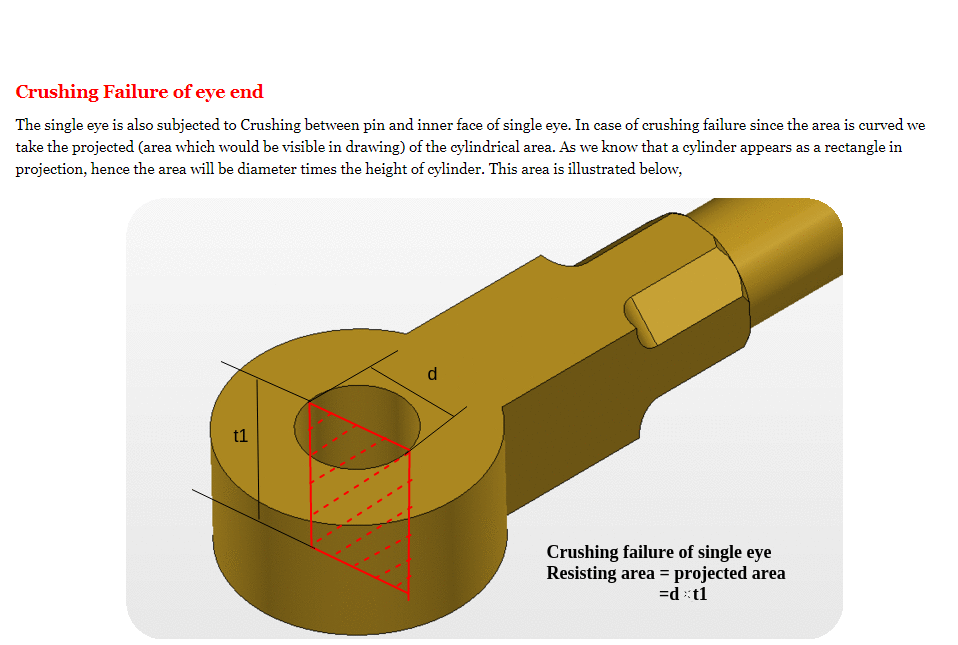 Crushing Failure of eye end
The single eye is also subjected to Crushing between pin and inner face of single eye. In case of crushing failure since the area is curved we
take the projected (area which would be visible in drawing) of the cylindrical area. As we know that a cylinder appears as a rectangle in
projection, hence the area will be diameter times the height of cylinder. This area is illustrated below,
d
t1
Crushing failure of single eye
Resisting area = projected area
=d × t1